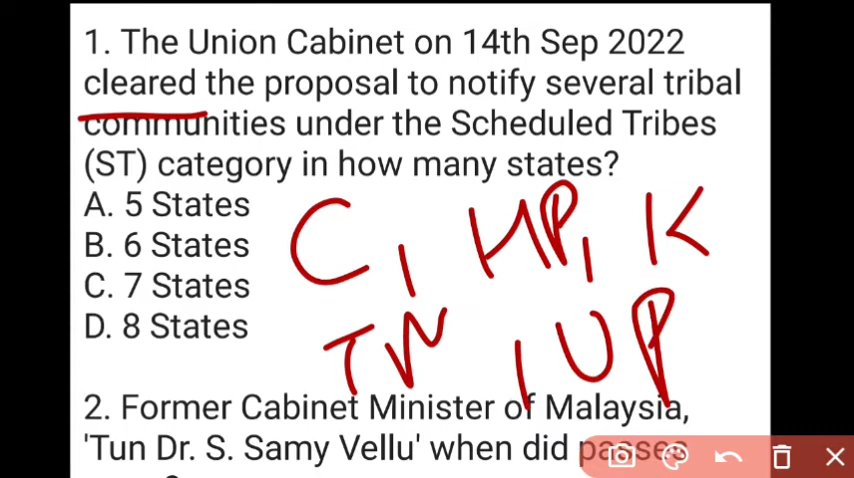 1. The Union Cabinet on 14th Sep 2022
cleared the proposal to notify several tribal
communities under the Scheduled Tribes
(ST) category in how many states?
A. 5 States
B. 6 States
C. 7 States
D. 8 States
C, HP, K
TN, UP
2. Former Cabinet Minister of Malaysia,
'Tun Dr. S. Samy Vellu' when did passes